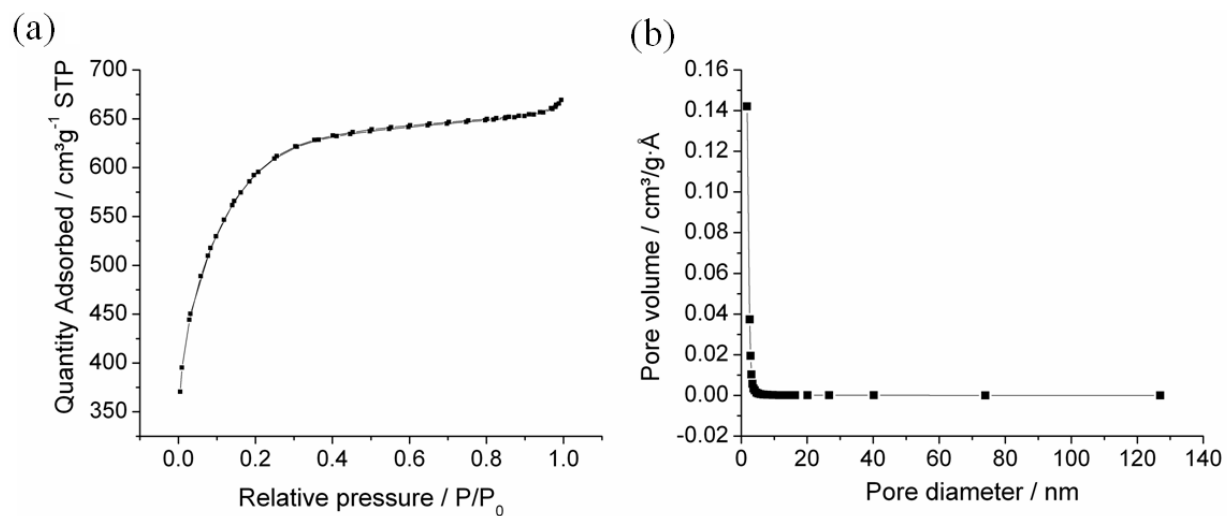 (a)
Quantity Adsorbed / cm³g⁻¹ STP
700
650
600
550
500
450
400
350
0.0 0.2 0.4 0.6 0.8 1.0
Relative pressure / P/P₀
(b)
Pore volume / cm³/g·Å
0.16
0.14
0.12
0.10
0.08
0.06
0.04
0.02
0.00
-0.02
0 20 40 60 80 100 120 140
Pore diameter / nm